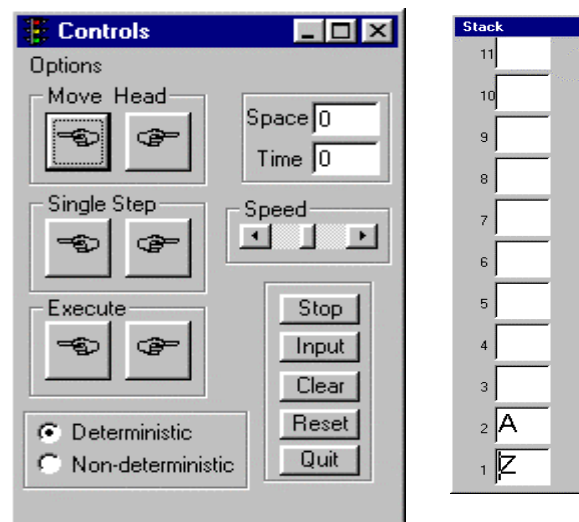 Controls
Options
Move Head
Space 0
Time 0
Single Step
Speed
Execute
Stop
Input
Clear
Reset
Quit
Deterministic
Non-deterministic
Stack
11
10
9
8
7
6
5
4
3
2 A
1 Z